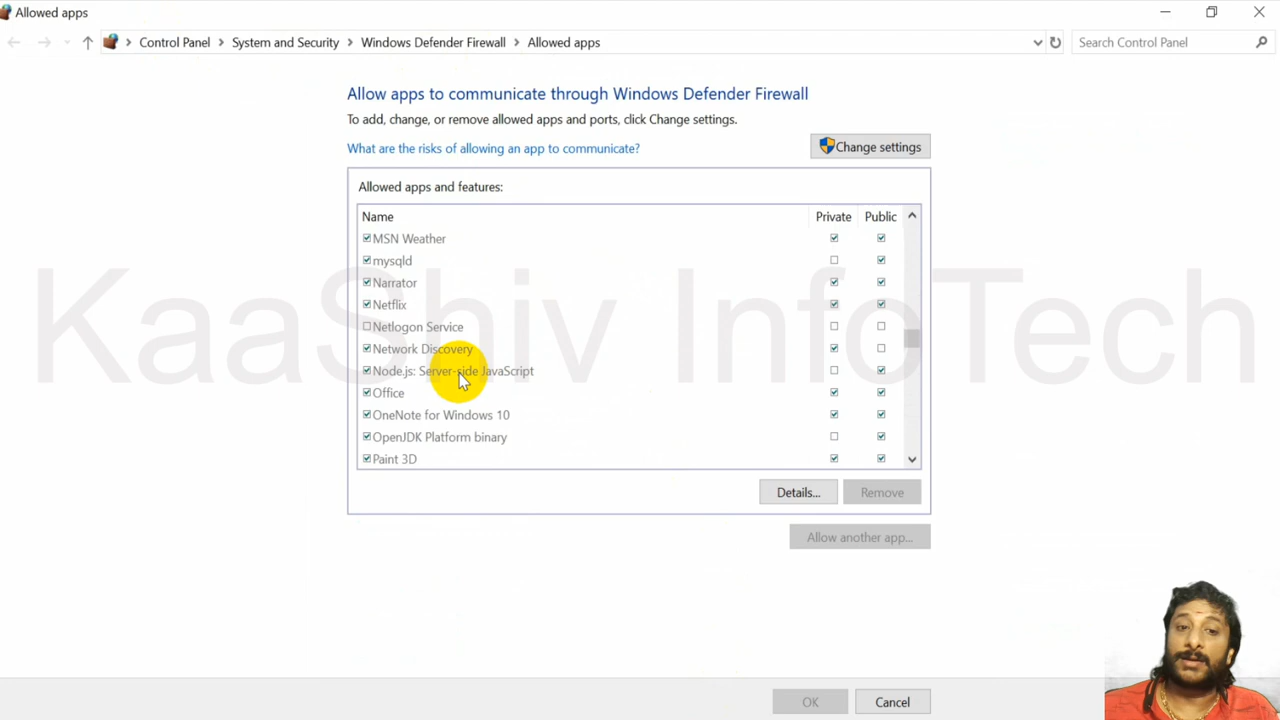 Allowed apps
Control Panel > System and Security > Windows Defender Firewall > Allowed apps
Search Control Panel
Allow apps to communicate through Windows Defender Firewall
To add, change, or remove allowed apps and ports, click Change settings.
What are the risks of allowing an app to communicate?
Change settings
Allowed apps and features:
Name Private Public
MSN Weather
mysqld
Narrator
Netflix
Netlogon Service
Network Discovery
Node.js: Server-side JavaScript
Office
OneNote for Windows 10
OpenJDK Platform binary
Paint 3D
Details... Remove
Allow another app...
OK Cancel
KaaShiv InfoTech